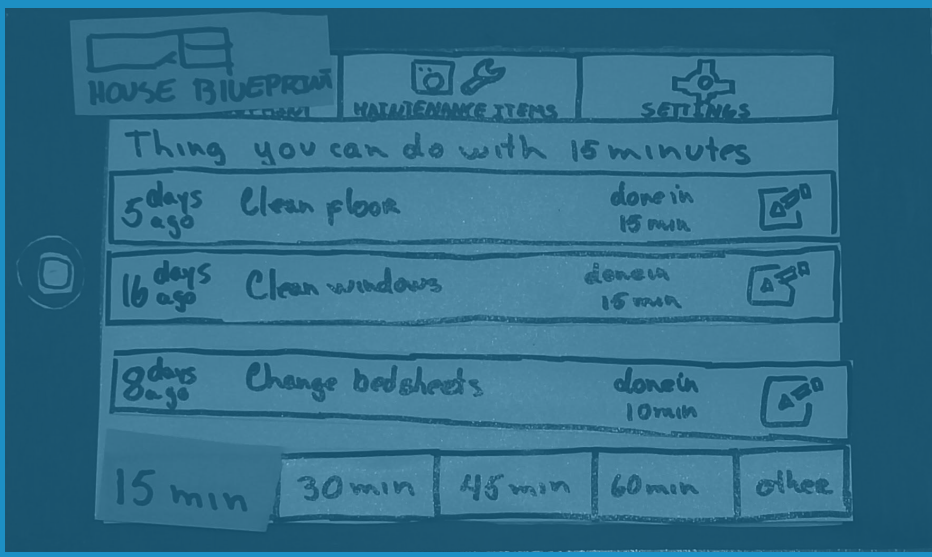 HOUSE BlUEPRINT
MAINTENANCE ITEMS
SETTINGS
Thing you can do with 15 minutes
5 days ago
Clean floor
done in
15 min
16 days ago
Clean windows
done in
15 min
8 days ago
Change bedsheets
done in
10 min
15 min
30 min
45 min
60 min
other